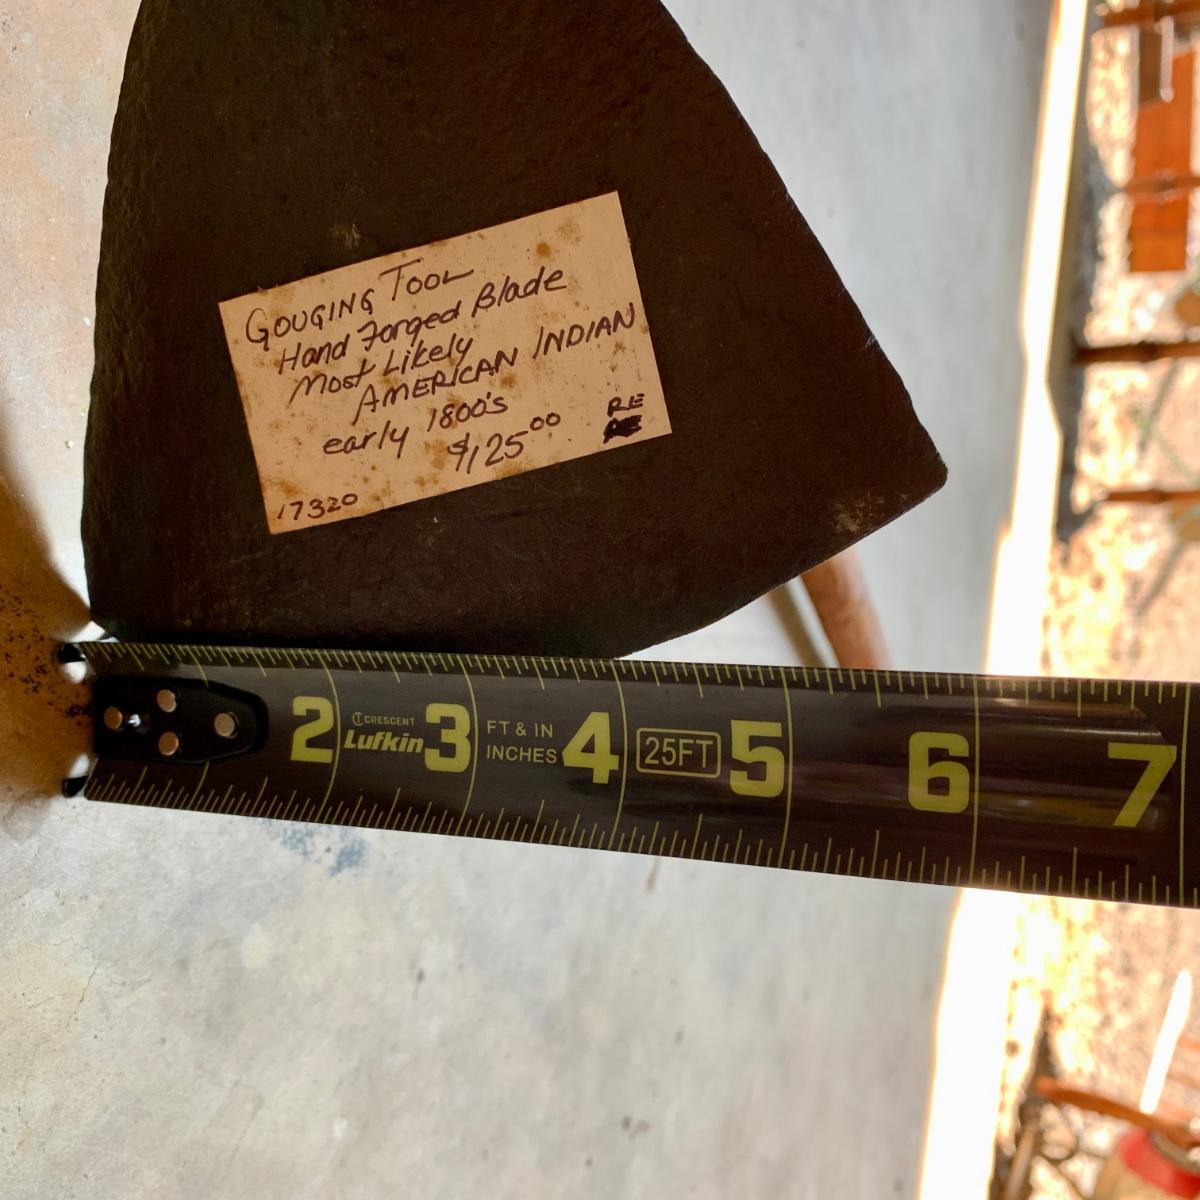 GOUGING TOOL
Hand Forged Blade
Most Likely
AMERICAN INDIAN
early 1800's
$125.00 RE
17320
2 CRESCENT Lufkin 3 FT & IN INCHES 4 25FT 5 6 7